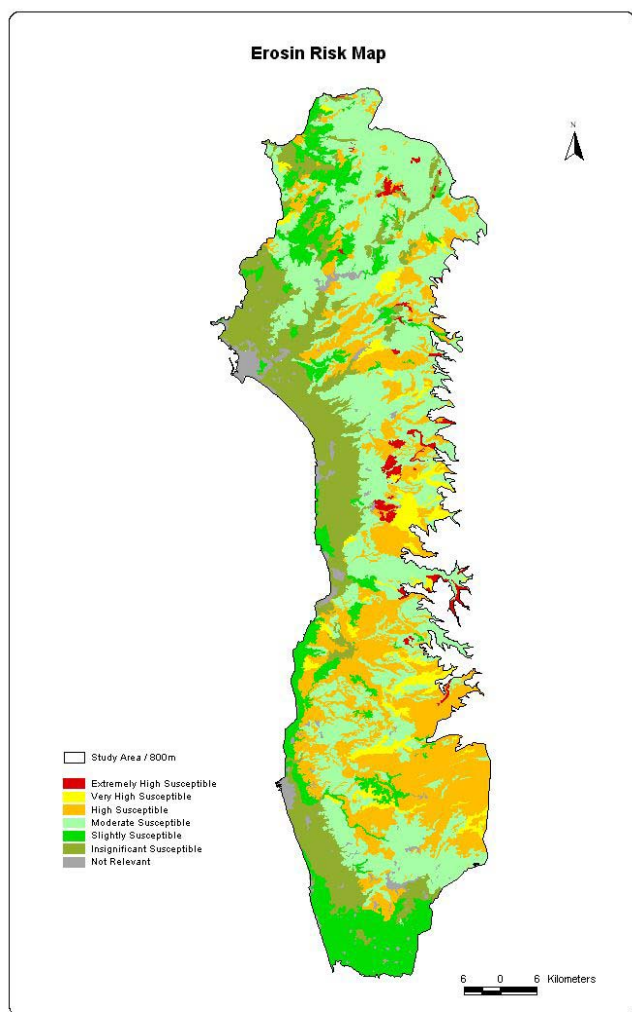 Erosin Risk Map
N
Study Area / 800m
Extremely High Susceptible
Very High Susceptible
High Susceptible
Moderate Susceptible
Slightly Susceptible
Insignificant Susceptible
Not Relevant
6 0 6 Kilometers